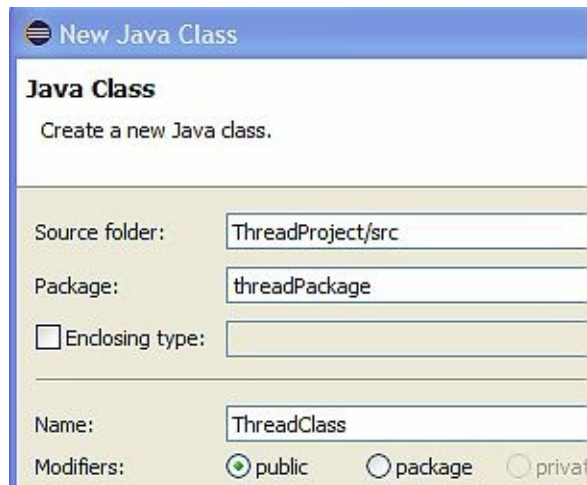 New Java Class
Java Class
Create a new Java class.
Source folder: ThreadProject/src
Package: threadPackage
Enclosing type:
Name: ThreadClass
Modifiers: public package privat